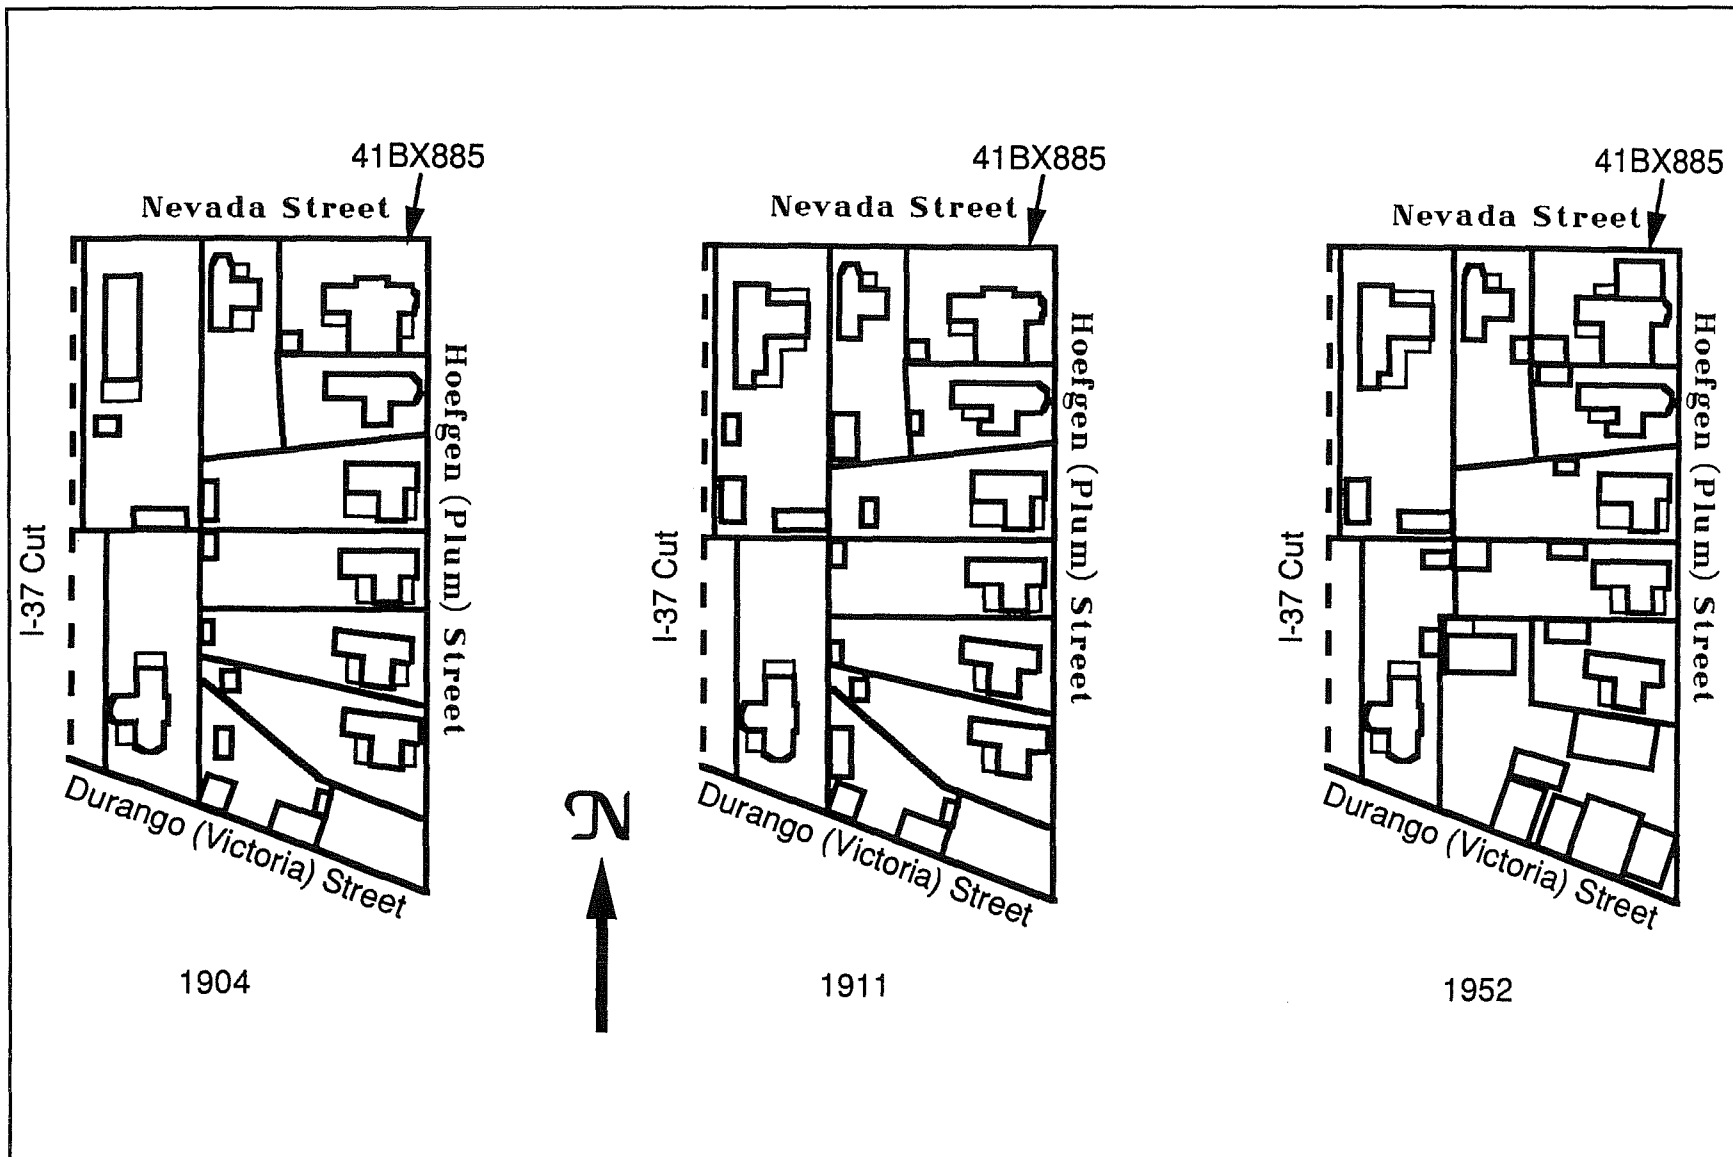 41BX885
Nevada Street
Hoefgen (Plum) Street
I-37 Cut
Durango (Victoria) Street
1904
41BX885
Nevada Street
Hoefgen (Plum) Street
I-37 Cut
Durango (Victoria) Street
1911
N
41BX885
Nevada Street
Hoefgen (Plum) Street
I-37 Cut
Durango (Victoria) Street
1952